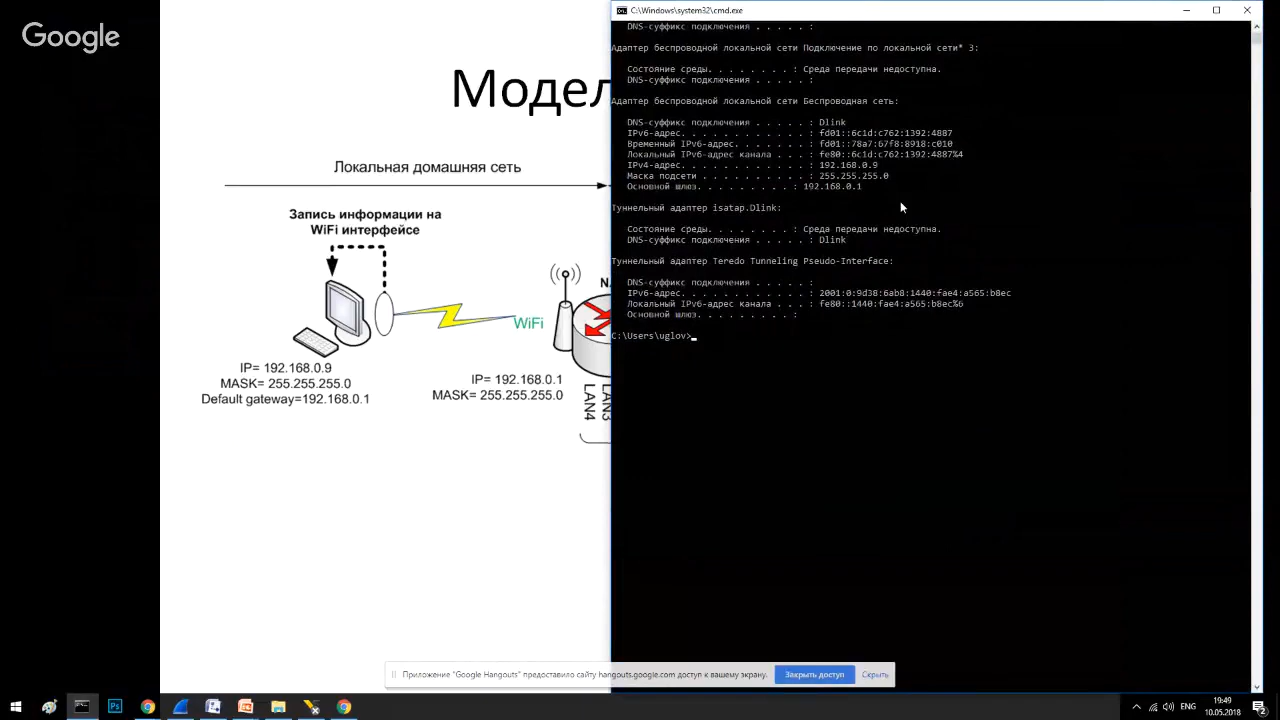 Google
Модел
Локальная домашняя сеть
Запись информации на
WiFi интерфейсе
WiFi
IP= 192.168.0.9
MASK= 255.255.255.0
Default gateway=192.168.0.1
IP= 192.168.0.1
MASK= 255.255.255.0
LAN4
LAN3
C:\Windows\system32\cmd.exe
DNS-суффикс подключения . . . . . :
Адаптер беспроводной локальной сети Подключение по локальной сети* 3:
Состояние среды. . . . . . . . : Среда передачи недоступна.
DNS-суффикс подключения . . . . . :
Адаптер беспроводной локальной сети Беспроводная сеть:
DNS-суффикс подключения . . . . . : Dlink
IPv6-адрес. . . . . . . . . . . . : fd01::6c1d:c762:1392:4887
Временный IPv6-адрес. . . . . . . : fd01::78a7:67f8:8918:c010
Локальный IPv6-адрес канала . . . : fe80::6c1d:c762:1392:4887%4
IPv4-адрес. . . . . . . . . . . . : 192.168.0.9
Маска подсети . . . . . . . . . . : 255.255.255.0
Основной шлюз. . . . . . . . . : 192.168.0.1
Туннельный адаптер isatap.Dlink:
Состояние среды. . . . . . . . : Среда передачи недоступна.
DNS-суффикс подключения . . . . . : Dlink
Туннельный адаптер Teredo Tunneling Pseudo-Interface:
DNS-суффикс подключения . . . . . :
IPv6-адрес. . . . . . . . . . . . : 2001:0:9d38:6ab8:1440:fae4:a565:b8ec
Локальный IPv6-адрес канала . . . : fe80::1440:fae4:a565:b8ec%6
Основной шлюз. . . . . . . . . :
C:\Users\uglov>
Приложение "Google Hangouts" предоставило сайту hangouts.google.com доступ к вашему экрану.
Закрыть доступ
Скрыть
ENG
19:49
10.05.2018
2